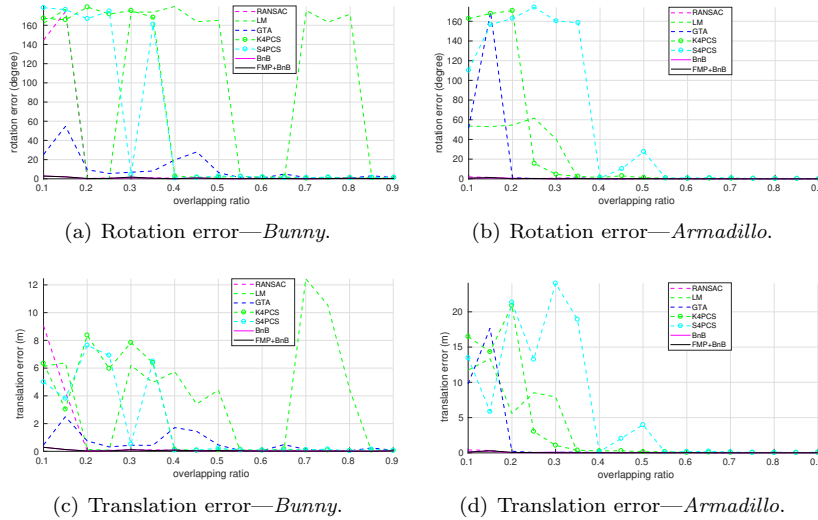 rotation error (degree)
160
140
120
100
80
60
40
20
0
0.1 0.2 0.3 0.4 0.5 0.6 0.7 0.8 0.9
overlapping ratio
RANSAC
LM
GTA
K4PCS
S4PCS
BnB
FMP+BnB
(a) Rotation error—Bunny.
rotation error (degree)
160
140
120
100
80
60
40
20
0
0.1 0.2 0.3 0.4 0.5 0.6 0.7 0.8 0.9
overlapping ratio
RANSAC
LM
GTA
K4PCS
S4PCS
BnB
FMP+BnB
(b) Rotation error—Armadillo.
translation error (m)
12
10
8
6
4
2
0
0.1 0.2 0.3 0.4 0.5 0.6 0.7 0.8 0.9
overlapping ratio
RANSAC
LM
GTA
K4PCS
S4PCS
BnB
FMP+BnB
(c) Translation error—Bunny.
translation error (m)
20
15
10
5
0
0.1 0.2 0.3 0.4 0.5 0.6 0.7 0.8 0.9
overlapping ratio
RANSAC
LM
GTA
K4PCS
S4PCS
BnB
FMP+BnB
(d) Translation error—Armadillo.